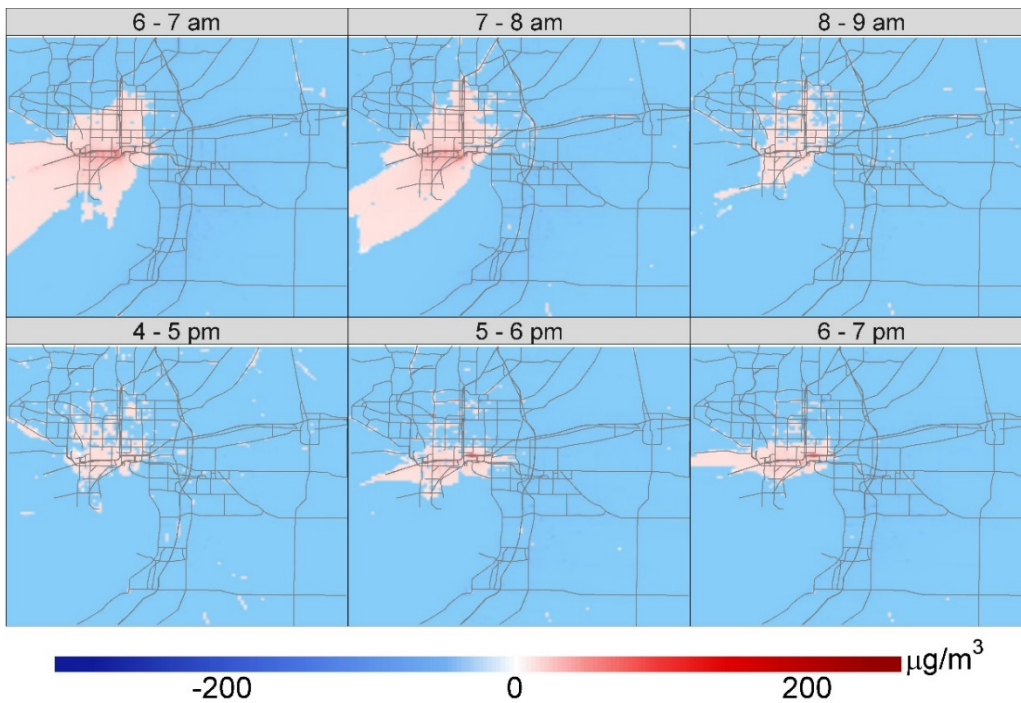 6 - 7 am
7 - 8 am
8 - 9 am
4 - 5 pm
5 - 6 pm
6 - 7 pm
-200
0
200
μg/m³